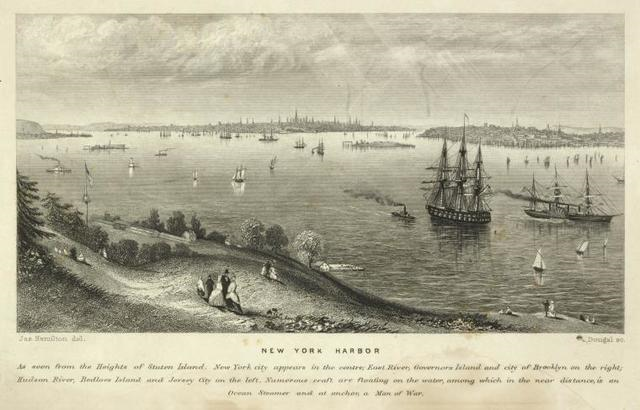 Jas Hamilton del.
Dougal sc.
NEW YORK HARBOR
As seen from the Heights of Staten Island. New York city appears in the centre; East River, Governors Island and city of Brooklyn on the right;
Hudson River, Bedloes Island and Jersey City on the left. Numerous craft are floating on the water, among which in the near distance, is an
Ocean Steamer and at anchor a Man of War.